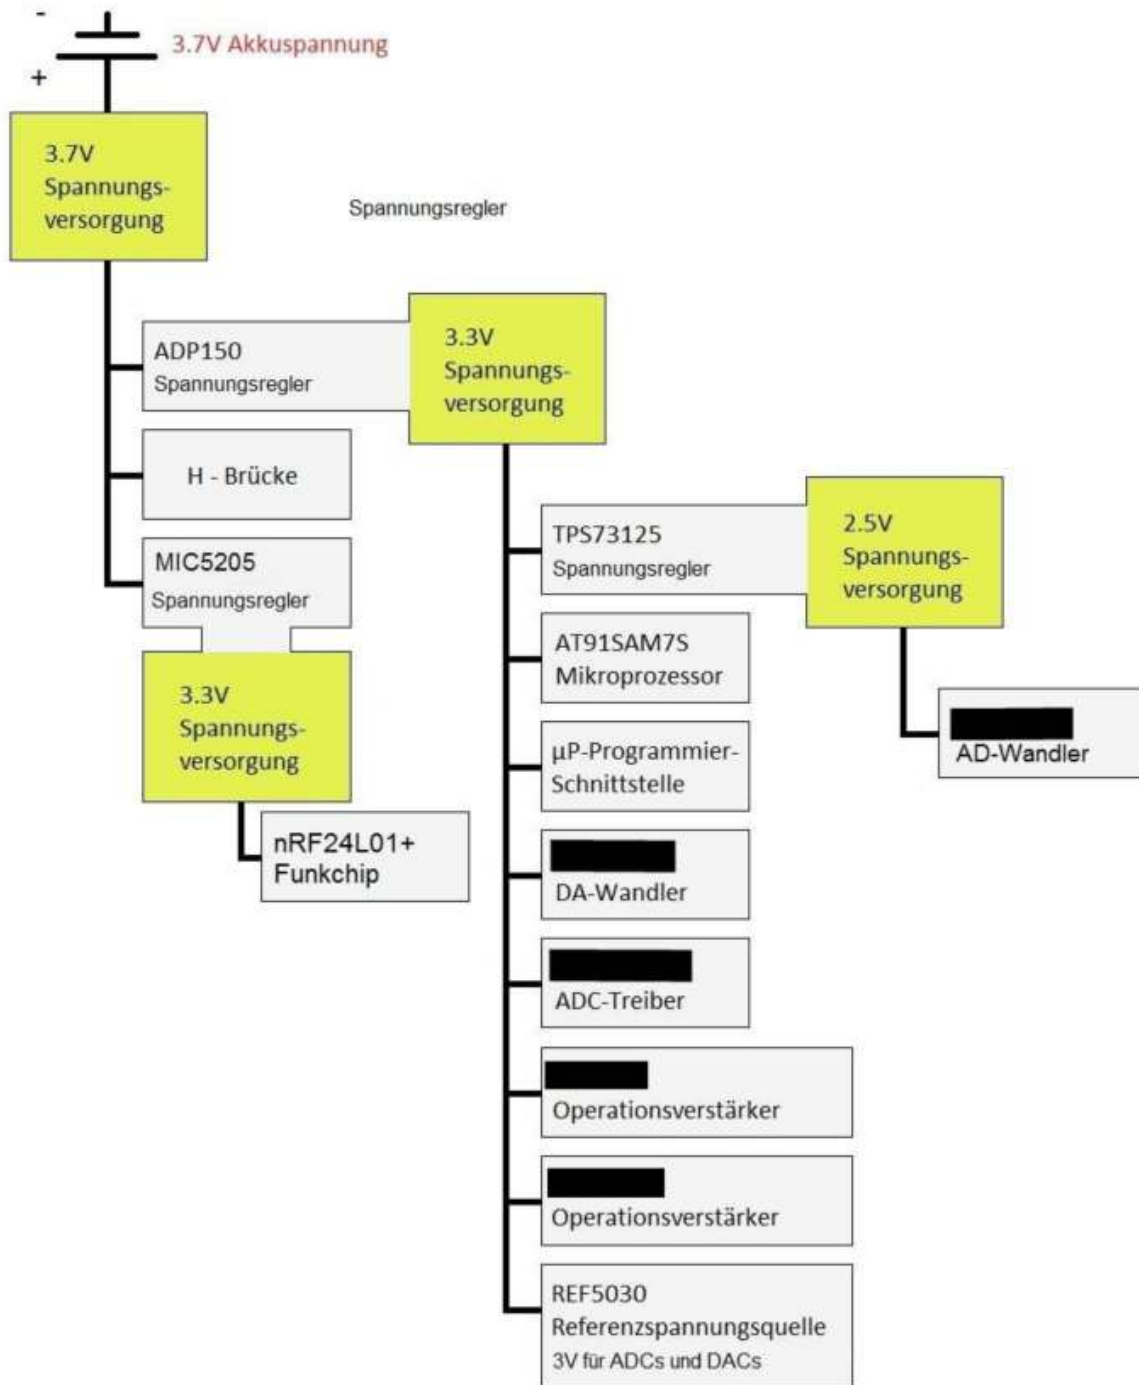 -
3.7V Akkuspannung
+
3.7V
Spannungs-
versorgung
Spannungsregler
ADP150
Spannungsregler
3.3V
Spannungs-
versorgung
H - Brücke
MIC5205
Spannungsregler
3.3V
Spannungs-
versorgung
nRF24L01+
Funkchip
TPS73125
Spannungsregler
2.5V
Spannungs-
versorgung
AD-Wandler
AT91SAM7S
Mikroprozessor
µP-Programmier-
Schnittstelle
DA-Wandler
ADC-Treiber
Operationsverstärker
Operationsverstärker
REF5030
Referenzspannungsquelle
3V für ADCs und DACs